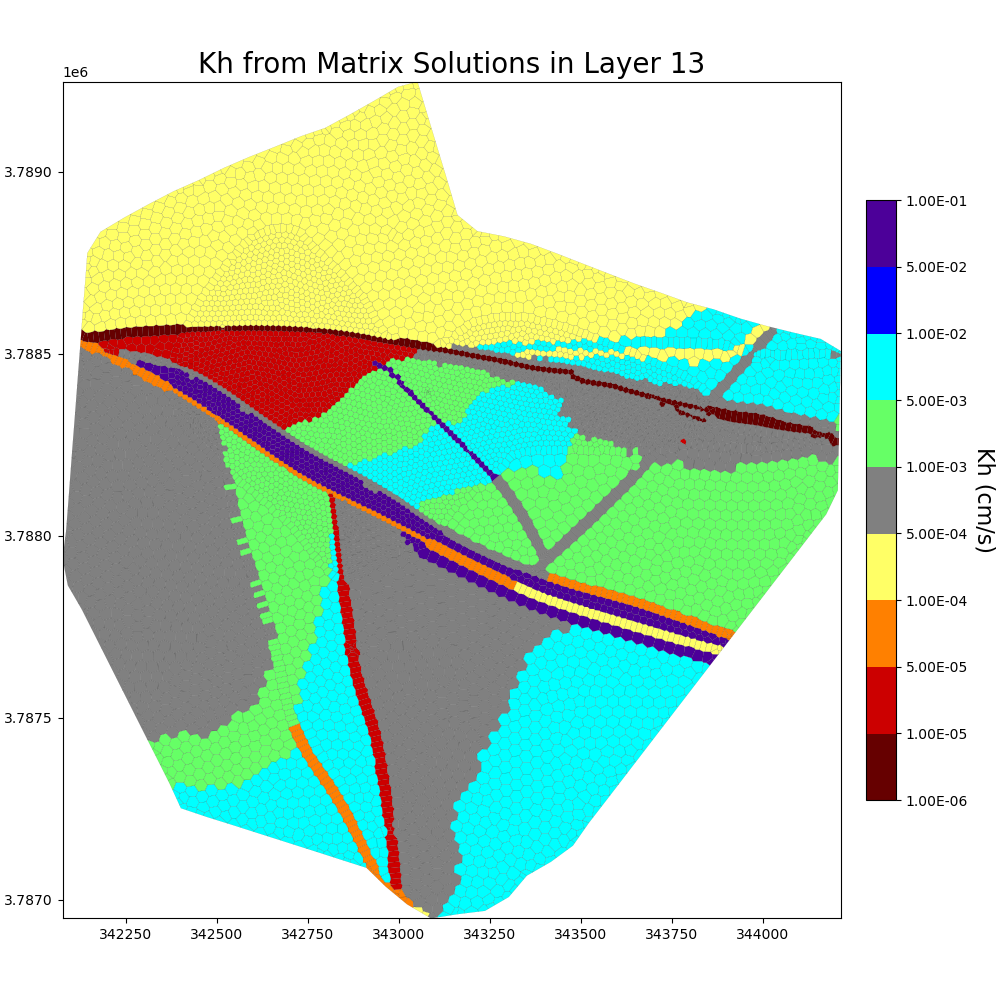 Kh from Matrix Solutions in Layer 13
1e6
3.7890
3.7885
3.7880
3.7875
3.7870
342250 342500 342750 343000 343250 343500 343750 344000
1.00E-01
5.00E-02
1.00E-02
5.00E-03
1.00E-03
5.00E-04
1.00E-04
5.00E-05
1.00E-05
1.00E-06
Kh (cm/s)